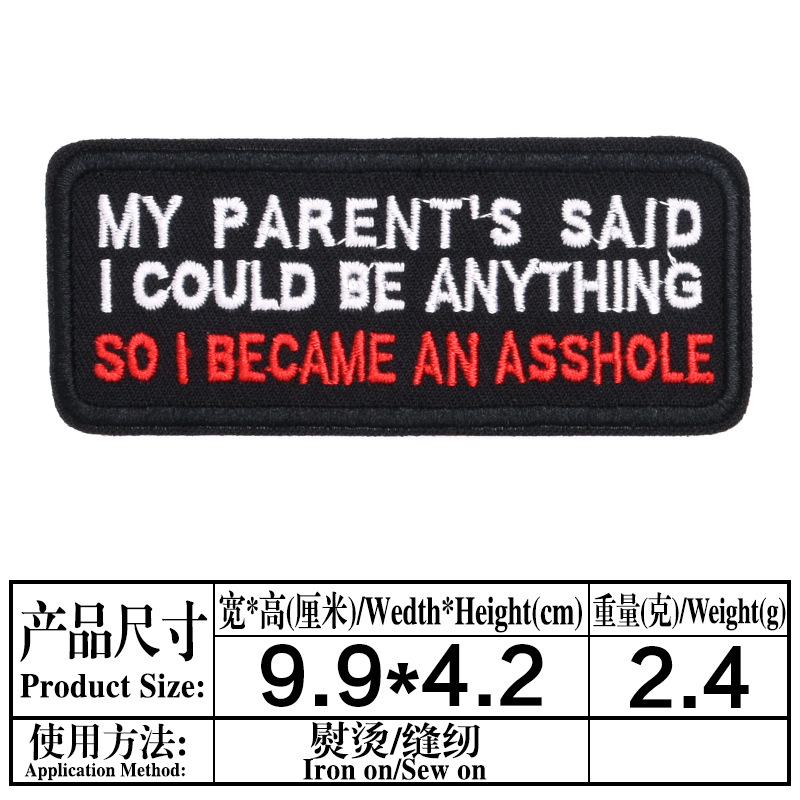 MY PARENT'S SAID
I COULD BE ANYTHING
SO I BECAME AN ASSHOLE
产品尺寸
Product Size:
宽*高(厘米)/Wedth*Height(cm)
重量(克)/Weight(g)
9.9*4.2
2.4
使用方法:
Application Method:
熨烫/缝纫
Iron on/Sew on